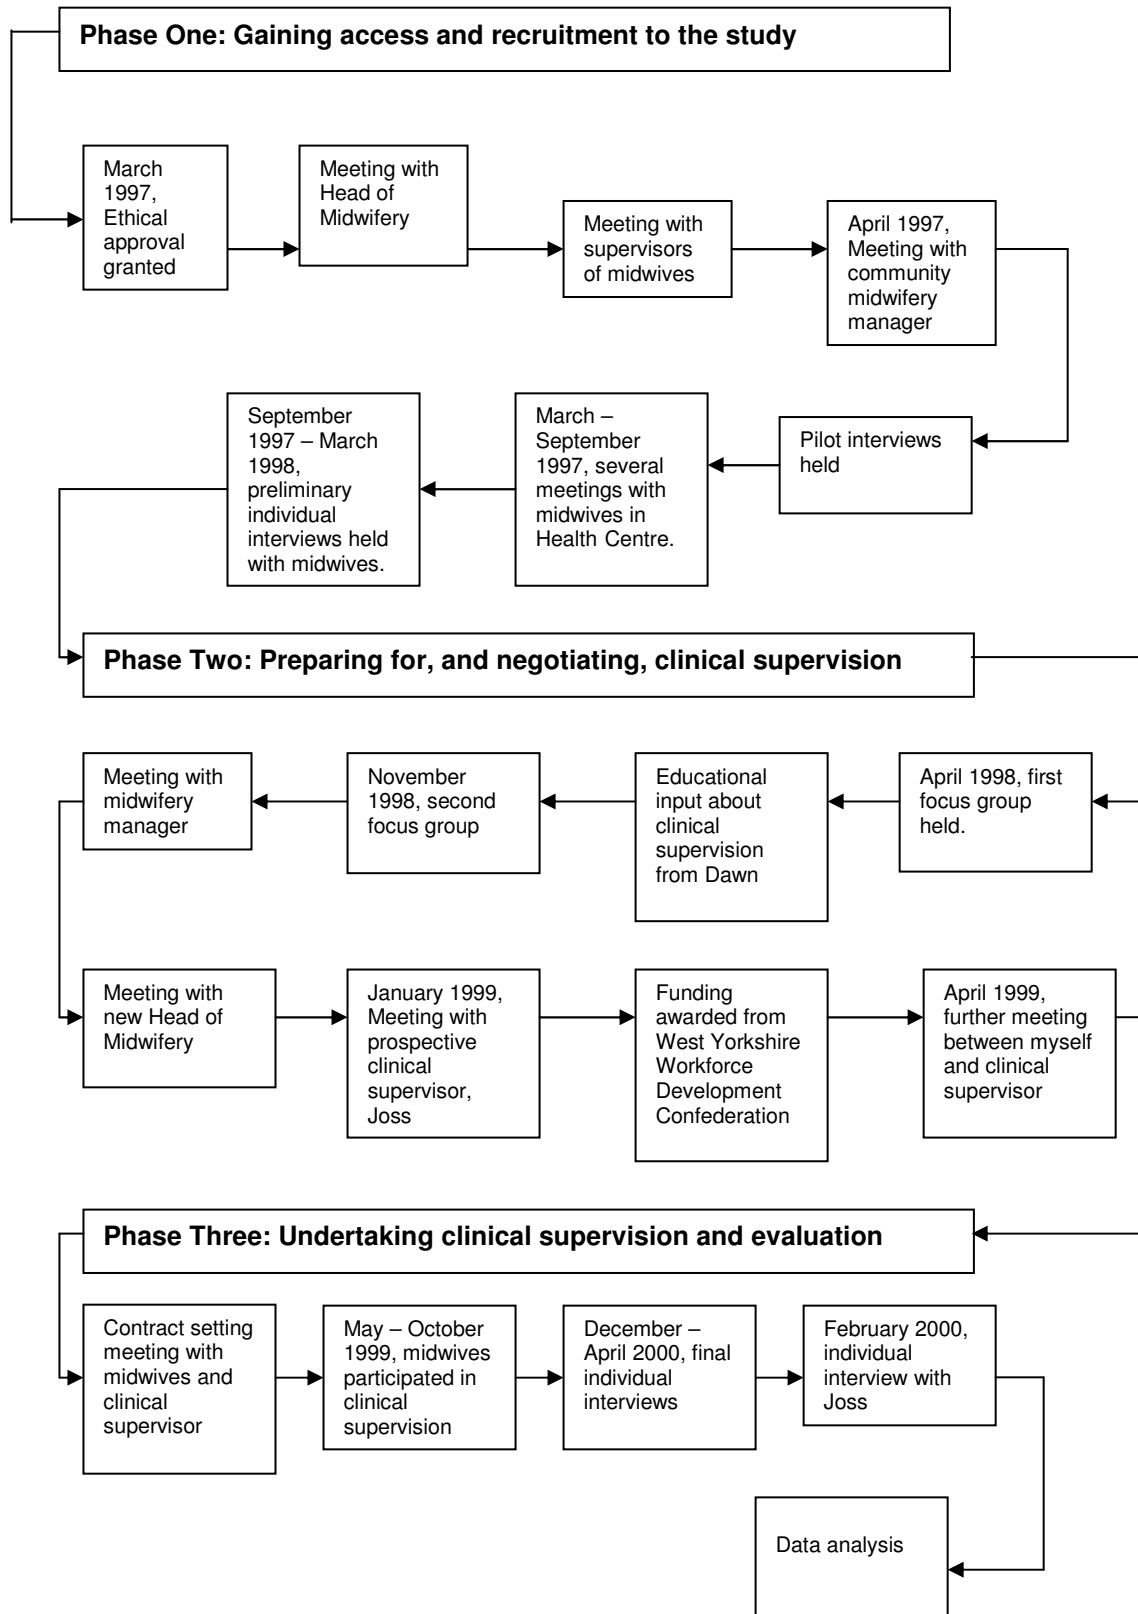 Phase One: Gaining access and recruitment to the study
March
1997,
Ethical
approval
granted
Meeting with
Head of
Midwifery
Meeting with
supervisors
of midwives
April 1997,
Meeting with
community
midwifery
manager
Pilot interviews
held
March –
September
1997, several
meetings with
midwives in
Health Centre.
September
1997 – March
1998,
preliminary
individual
interviews held
with midwives.
Phase Two: Preparing for, and negotiating, clinical supervision
April 1998, first
focus group
held.
Educational
input about
clinical
supervision
from Dawn
November
1998, second
focus group
Meeting with
midwifery
manager
Meeting with
new Head of
Midwifery
January 1999,
Meeting with
prospective
clinical
supervisor,
Joss
Funding
awarded from
West Yorkshire
Workforce
Development
Confederation
April 1999,
further meeting
between myself
and clinical
supervisor
Phase Three: Undertaking clinical supervision and evaluation
Contract setting
meeting with
midwives and
clinical
supervisor
May – October
1999, midwives
participated in
clinical
supervision
December –
April 2000, final
individual
interviews
February 2000,
individual
interview with
Joss
Data analysis